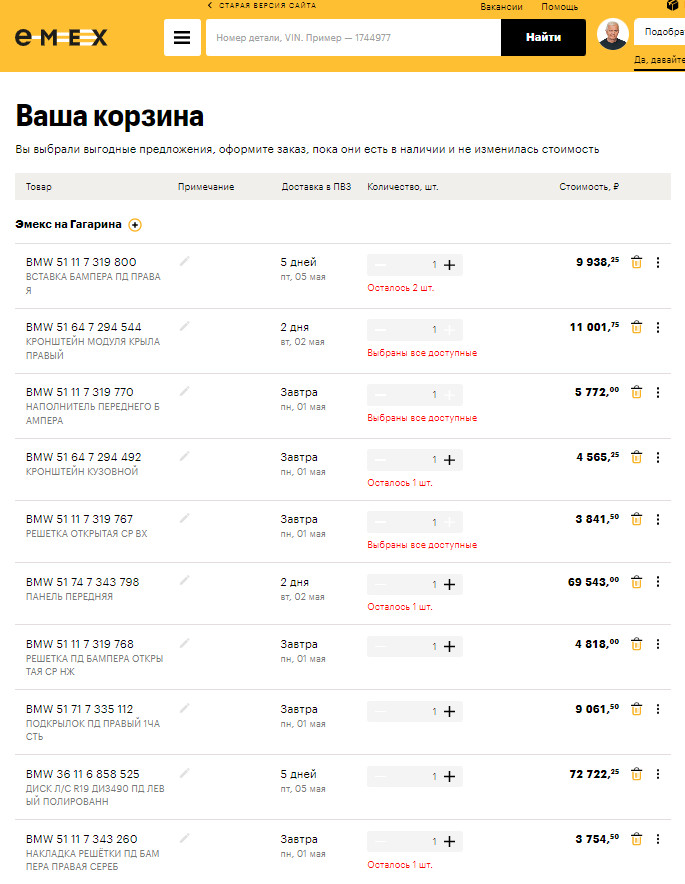 СТАРАЯ ВЕРСИЯ САЙТА
Вакансии Помощь
emex
Номер детали, VIN. Пример — 1744977
Найти
Подобра
Да, давайте
Ваша корзина
Вы выбрали выгодные предложения, оформите заказ, пока они есть в наличии и не изменилась стоимость
Товар Примечание Доставка в ПВЗ Количество, шт. Стоимость, ₽
Эмекс на Гагарина
BMW 51 11 7 319 800 5 дней 1 9 938,25
ВСТАВКА БАМПЕРА ПД ПРАВА пт, 05 мая
Я Осталось 2 шт.
BMW 51 64 7 294 544 2 дня 1 11 001,75
КРОНШТЕЙН МОДУЛЯ КРЫЛА вт, 02 мая
ПРАВЫЙ Выбраны все доступные
BMW 51 11 7 319 770 Завтра 1 5 772,00
НАПОЛНИТЕЛЬ ПЕРЕДНЕГО Б пн, 01 мая
АМПЕРА Выбраны все доступные
BMW 51 64 7 294 492 Завтра 1 4 565,25
КРОНШТЕЙН КУЗОВНОЙ пн, 01 мая
Осталось 1 шт.
BMW 51 11 7 319 767 Завтра 1 3 841,50
РЕШЕТКА ОТКРЫТАЯ СР ВХ пн, 01 мая
Выбраны все доступные
BMW 51 74 7 343 798 2 дня 1 69 543,00
ПАНЕЛЬ ПЕРЕДНЯЯ вт, 02 мая
Осталось 1 шт.
BMW 51 11 7 319 768 Завтра 1 4 818,00
РЕШЕТКА ПД БАМПЕРА ОТКРЫ пн, 01 мая
ТАЯ СР НЖ
BMW 51 71 7 335 112 Завтра 1 9 061,50
ПОДКРЫЛОК ПД ПРАВЫЙ 1ЧА пн, 01 мая
СТЬ
BMW 36 11 6 858 525 5 дней 1 72 722,25
ДИСК Л/С R19 ДИЗ490 ПД ЛЕВ пт, 05 мая
ЫЙ ПОЛИРОВАНН
BMW 51 11 7 343 260 Завтра 1 3 754,50
НАКЛАДКА РЕШЁТКИ ПД БАМ пн, 01 мая
ПЕРА ПРАВАЯ СЕРЕБ Осталось 1 шт.